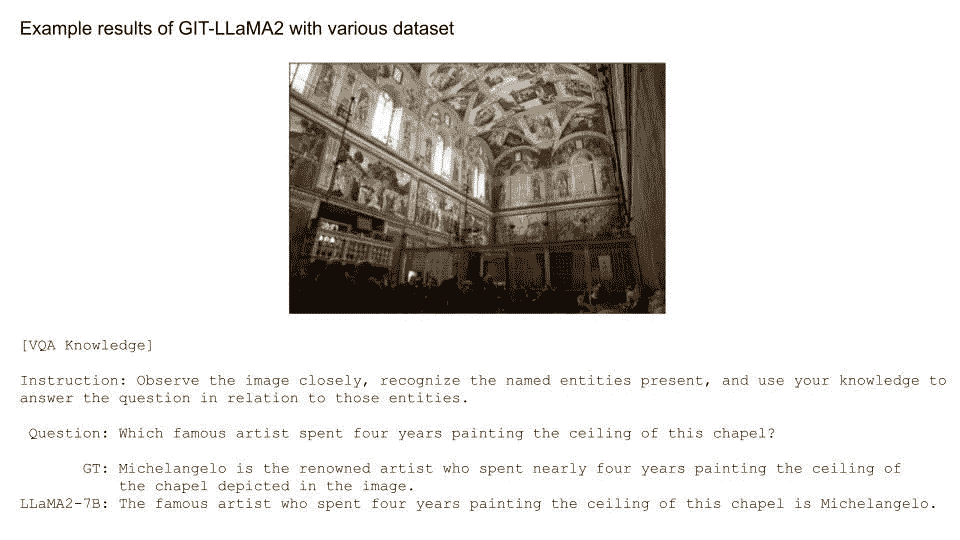 Example results of GIT-LLaMA2 with various dataset
[VQA Knowledge]
Instruction: Observe the image closely, recognize the named entities present, and use your knowledge to
answer the question in relation to those entities.
Question: Which famous artist spent four years painting the ceiling of this chapel?
GT: Michelangelo is the renowned artist who spent nearly four years painting the ceiling of
the chapel depicted in the image.
LLaMA2-7B: The famous artist who spent four years painting the ceiling of this chapel is Michelangelo.